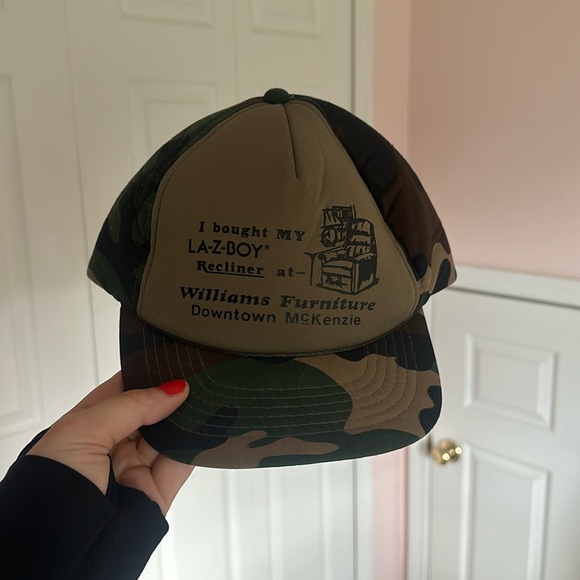 I bought MY
LA-Z-BOY®
Recliner at—
Williams Furniture
Downtown McKenzie